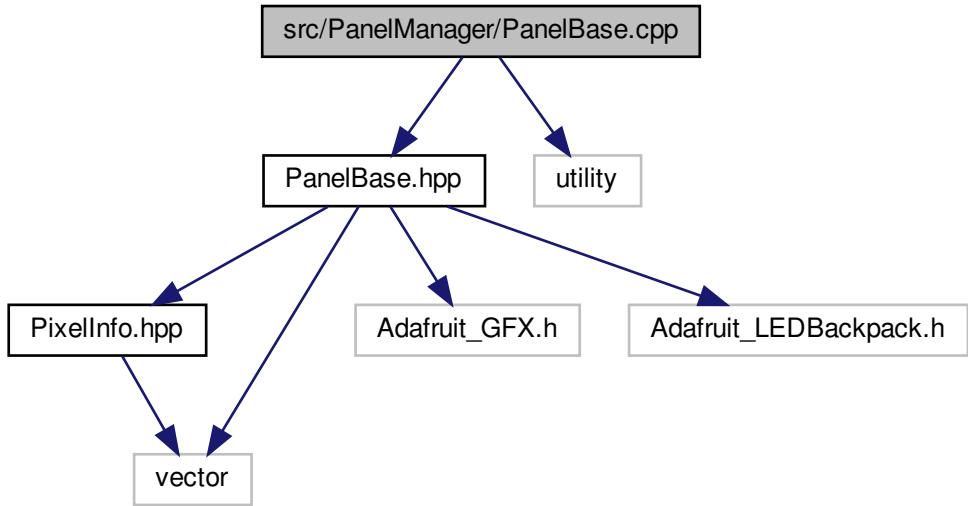 src/PanelManager/PanelBase.cpp
PanelBase.hpp
utility
PixelInfo.hpp
Adafruit_GFX.h
Adafruit_LEDBackpack.h
vector